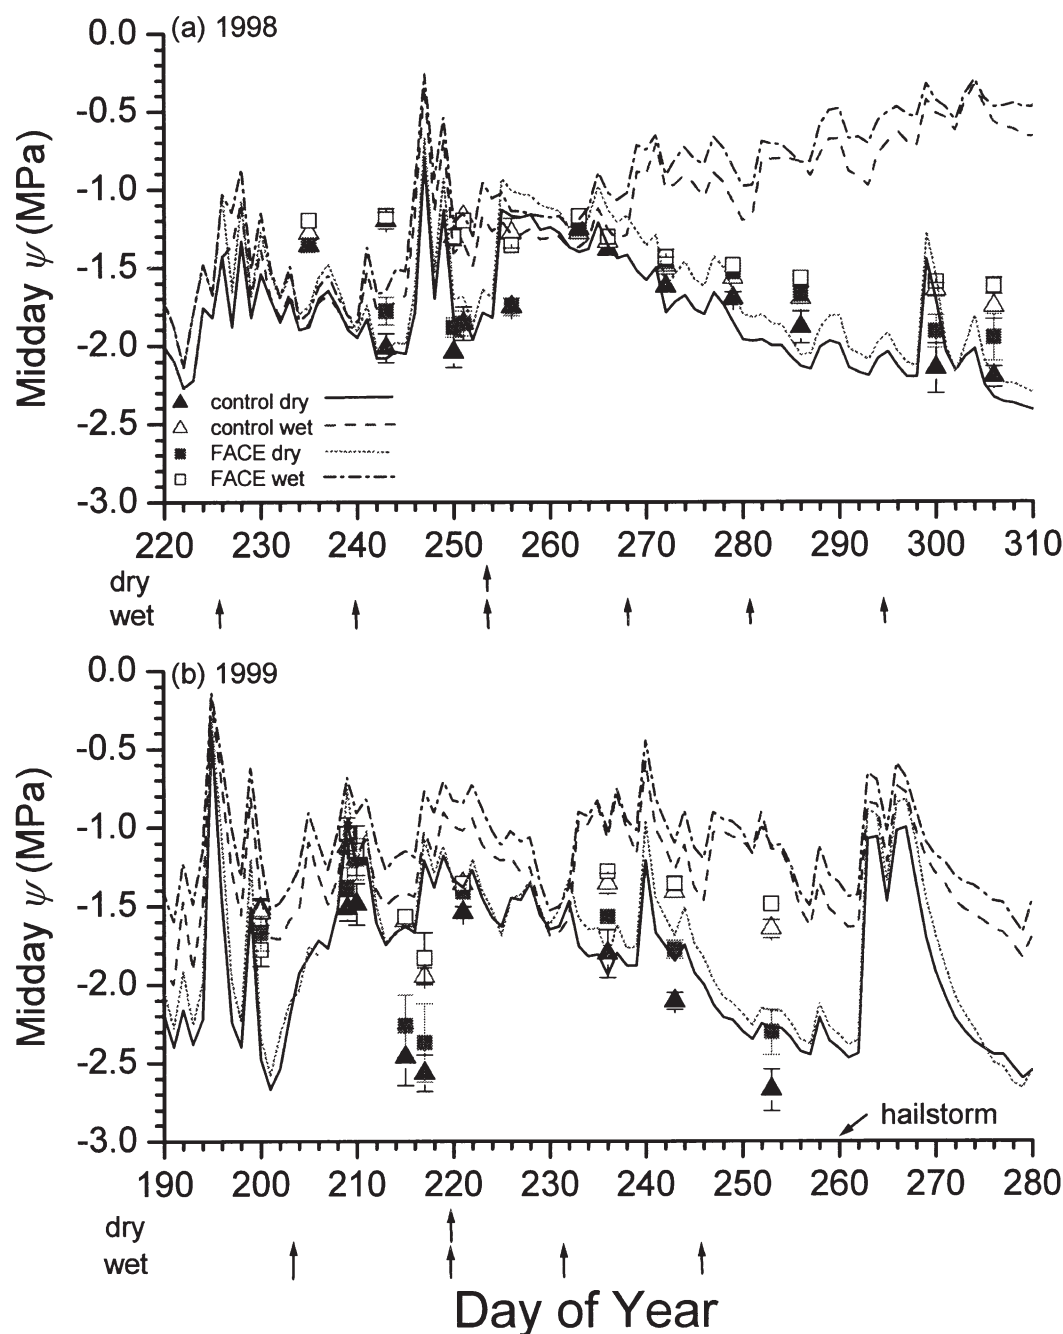 (a) 1998
0.0
-0.5
-1.0
-1.5
-2.0
-2.5
-3.0
Midday ψ (MPa)
control dry
control wet
FACE dry
FACE wet
220 230 240 250 260 270 280 290 300 310
dry
wet
(b) 1999
0.0
-0.5
-1.0
-1.5
-2.0
-2.5
-3.0
Midday ψ (MPa)
hailstorm
190 200 210 220 230 240 250 260 270 280
dry
wet
Day of Year